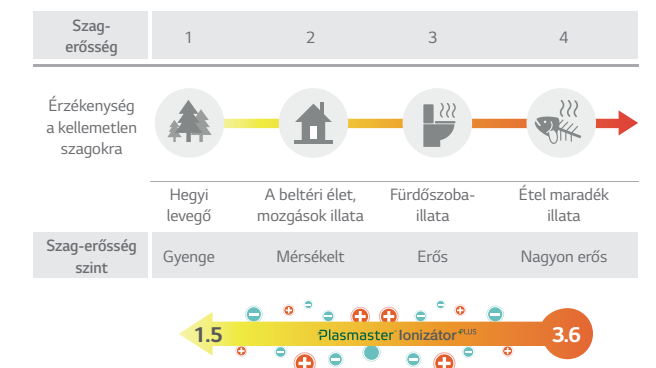 Szag-
erősség
1
2
3
4
Érzékenység
a kellemetlen
szagokra
Hegyi
levegő
A beltéri élet,
mozgások illata
Fürdőszoba-
illata
Étel maradék
illata
Szag-erősség
szint
Gyenge
Mérsékelt
Erős
Nagyon erős
1.5
Plasmaster™ Ionizátor PLUS
3.6